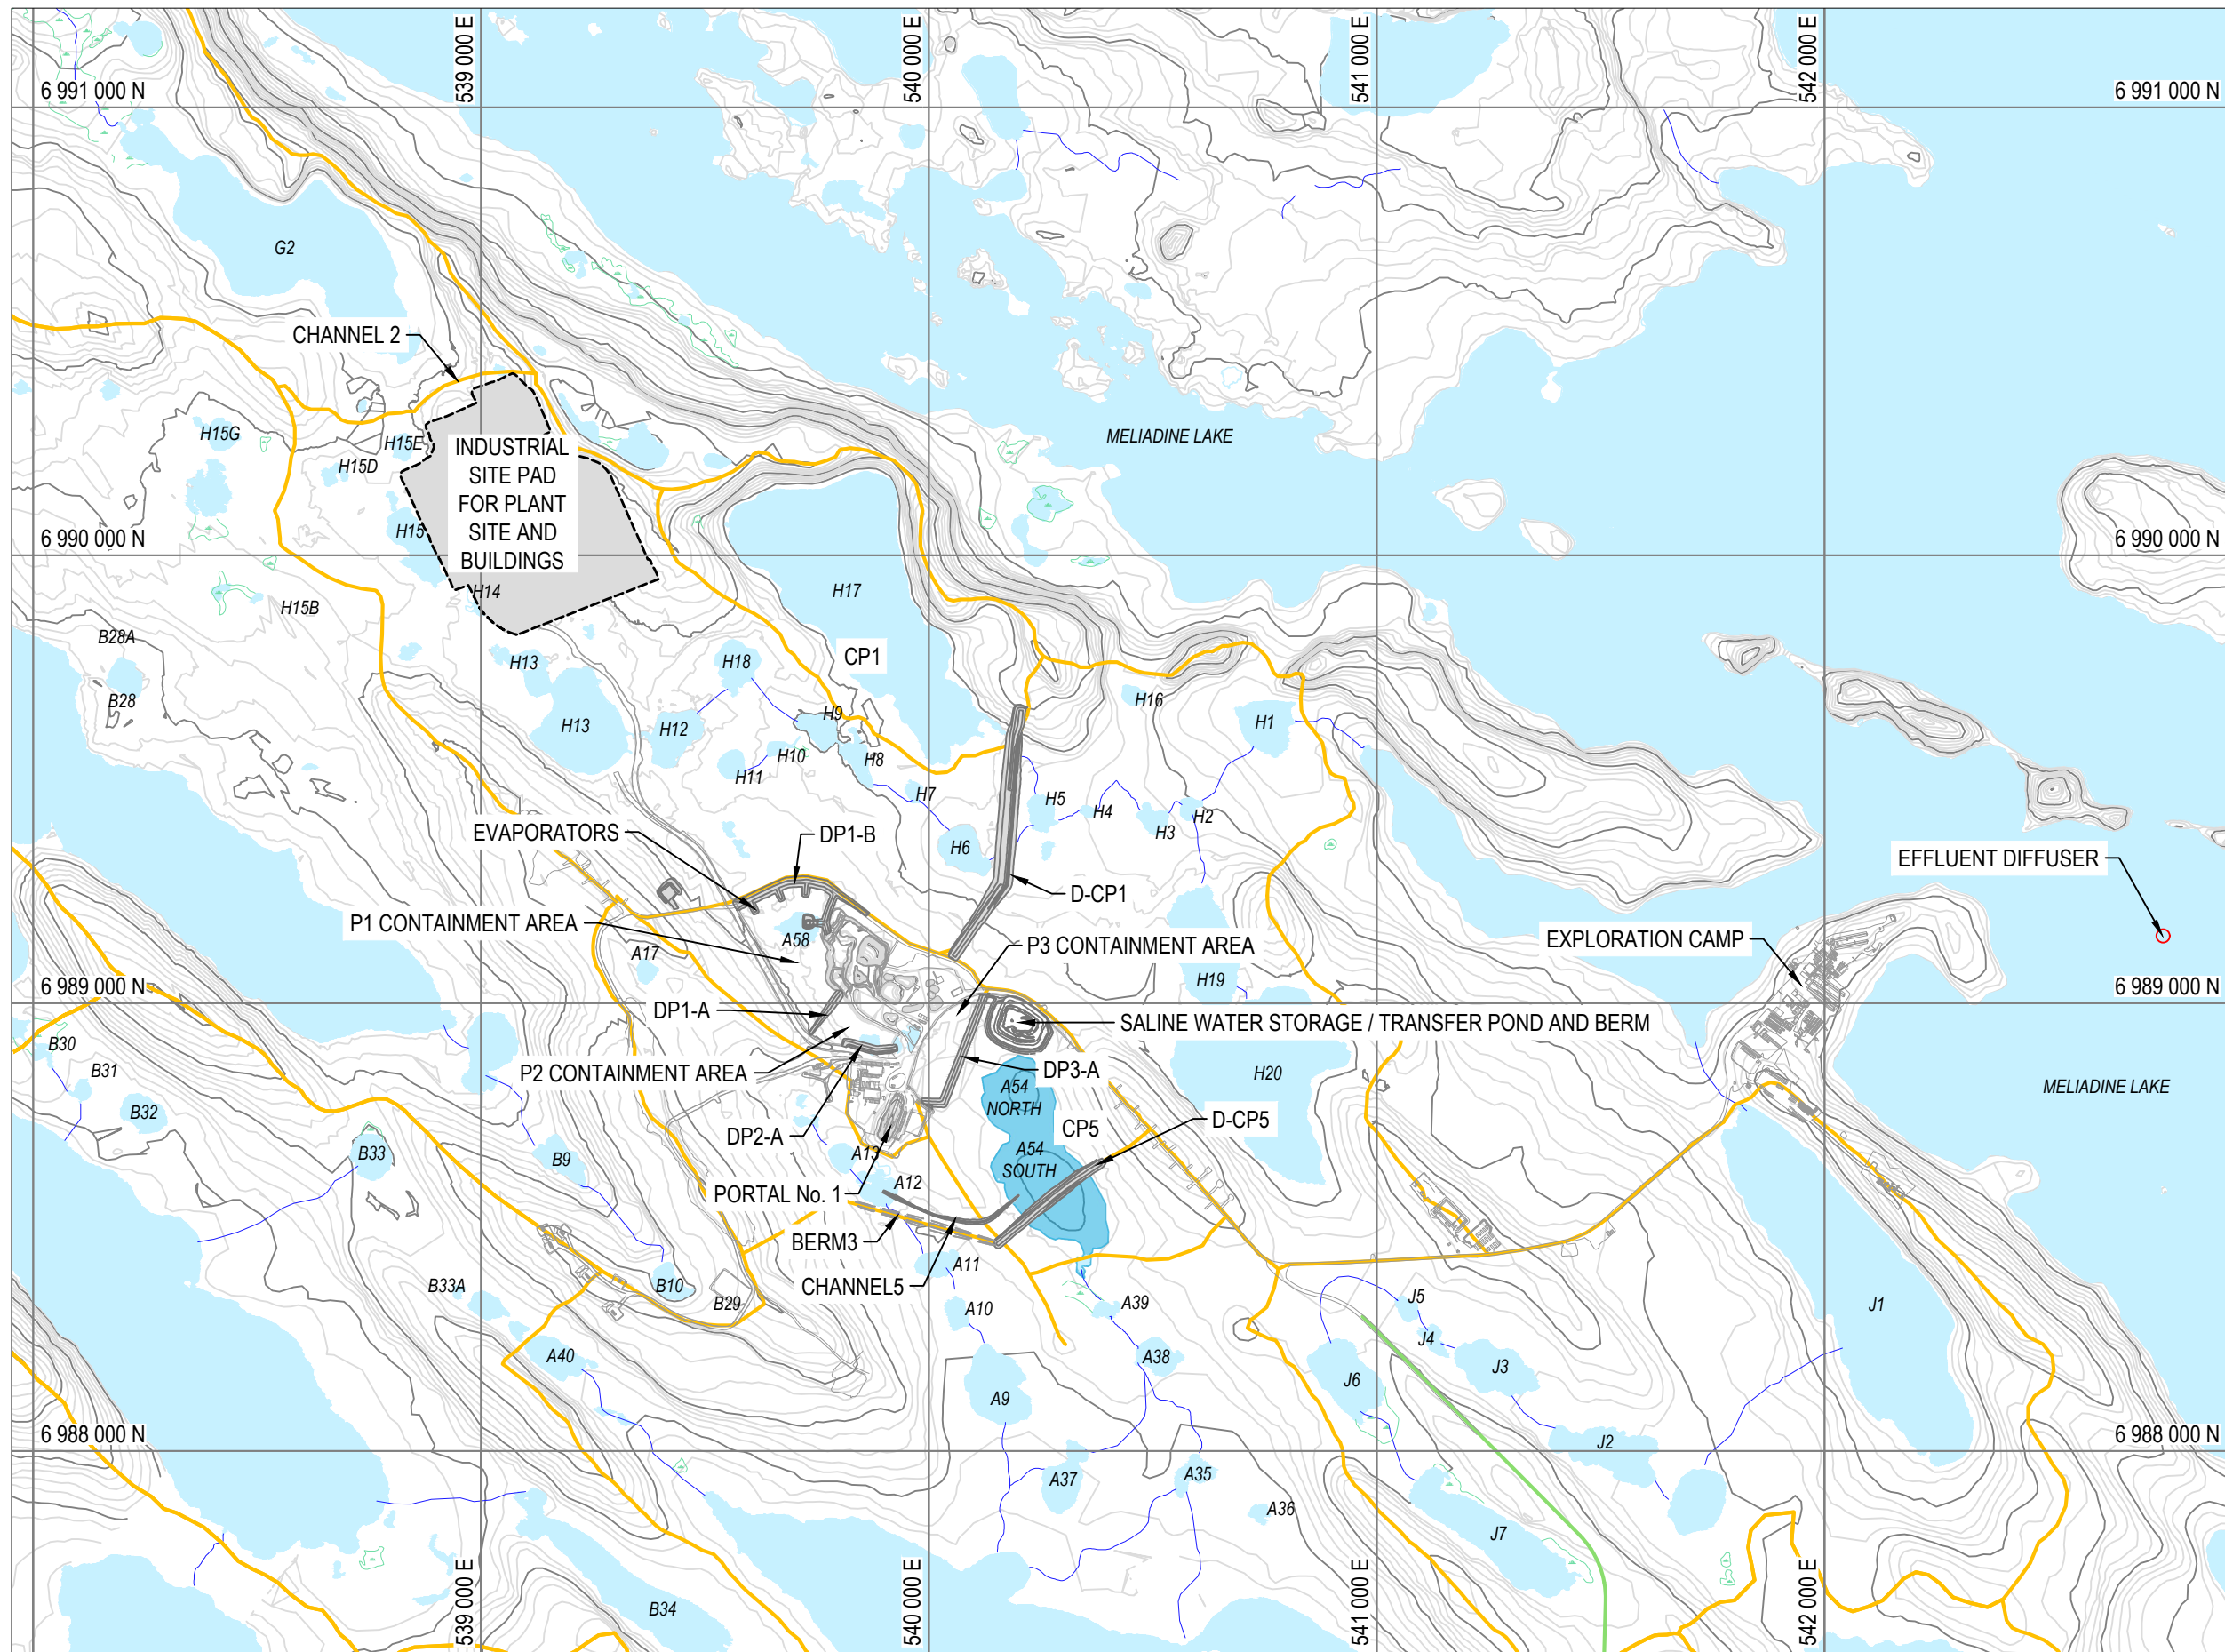 539 000 E
540 000 E
541 000 E
542 000 E
6 991 000 N
6 991 000 N
G2
CHANNEL 2
MELIADINE LAKE
H15G
H15E
H15D
INDUSTRIAL
SITE PAD
FOR PLANT
SITE AND
BUILDINGS
H15
6 990 000 N
6 990 000 N
H14
H17
H15B
B28A
CP1
H13
H18
B28
H16
H9
H1
H13
H12
H10
H8
H11
H7
H5
H4
H2
H3
EVAPORATORS
DP1-B
H6
EFFLUENT DIFFUSER
D-CP1
P1 CONTAINMENT AREA
A58
P3 CONTAINMENT AREA
EXPLORATION CAMP
A17
H19
6 989 000 N
6 989 000 N
DP1-A
SALINE WATER STORAGE / TRANSFER POND AND BERM
B30
B31
P2 CONTAINMENT AREA
DP3-A
H20
A54
NORTH
MELIADINE LAKE
B32
D-CP5
CP5
DP2-A
B33
B9
A13
A54
SOUTH
PORTAL No. 1
A12
BERM3
CHANNEL5
A11
B33A
B10
B29
A10
A39
J5
J1
J4
A40
A38
J3
J6
A9
6 988 000 N
6 988 000 N
J2
A37
A35
A36
J7
B34
539 000 E
540 000 E
541 000 E
542 000 E